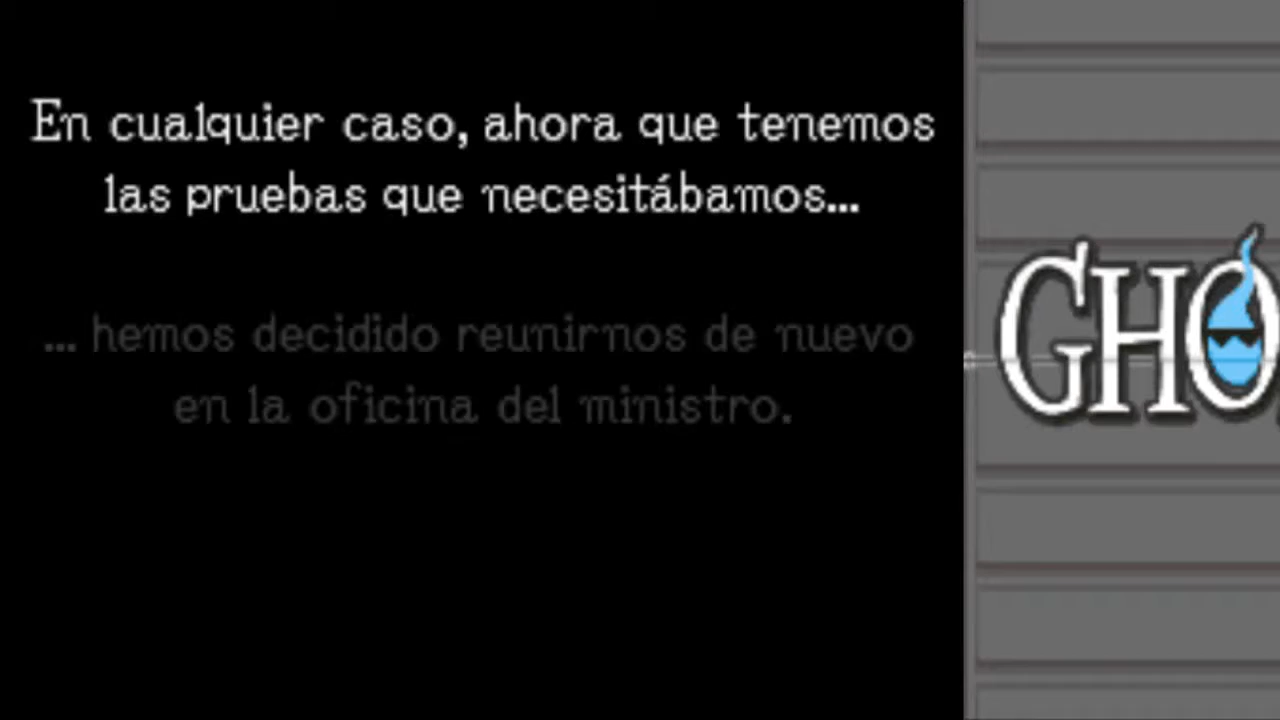 En cualquier caso, ahora que tenemos
las pruebas que necesitábamos...
... hemos decidido reunirnos de nuevo
en la oficina del ministro.
GHO